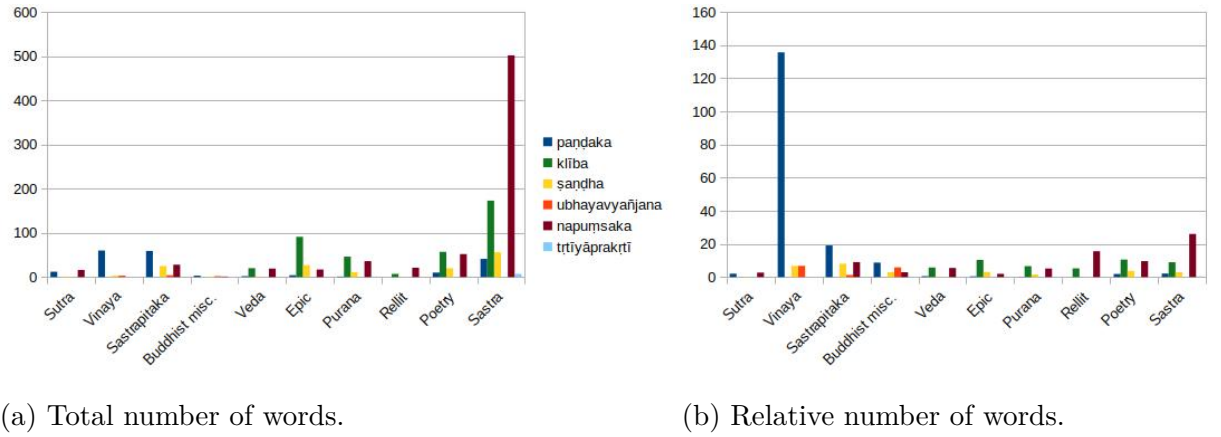 600
500
400
300
200
100
0
Sutra
Vinaya
Sastrapitaka
Buddhist misc.
Veda
Epic
Purana
Rellit
Poetry
Sastra
paṇḍaka
klība
ṣaṇḍha
ubhayavyañjana
napuṃsaka
tṛtīyāprakṛtī
160
140
120
100
80
60
40
20
0
Sutra
Vinaya
Sastrapitaka
Buddhist misc.
Veda
Epic
Purana
Rellit
Poetry
Sastra
(a) Total number of words.
(b) Relative number of words.